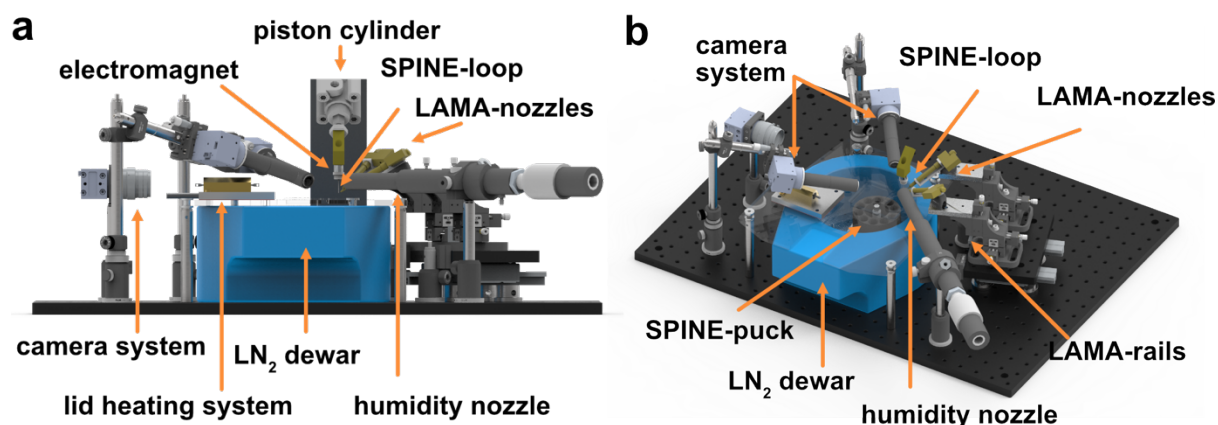 a
piston cylinder
electromagnet
SPINE-loop
LAMA-nozzles
camera system
LN₂ dewar
lid heating system
humidity nozzle
b
camera
system
SPINE-loop
LAMA-nozzles
SPINE-puck
LAMA-rails
LN₂ dewar
humidity nozzle